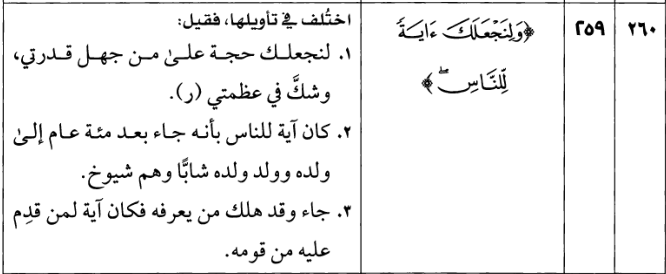 ٢٦٠
٢٥٩
﴿وَلِنَجْعَلَكَ ءَايَةً
لِّلنَّاسِ ۖ﴾
اختُلف في تأويلها، فقيل:
١. لنجعلك حجة علىٰ من جهل قدرتي،
وشكَّ في عظمتي (ر).
٢. كان آية للناس بأنه جاء بعد مئة عام إلىٰ
ولده وولد ولده شابًّا وهم شيوخ.
٣. جاء وقد هلك من يعرفه فكان آية لمن قدِم
عليه من قومه.